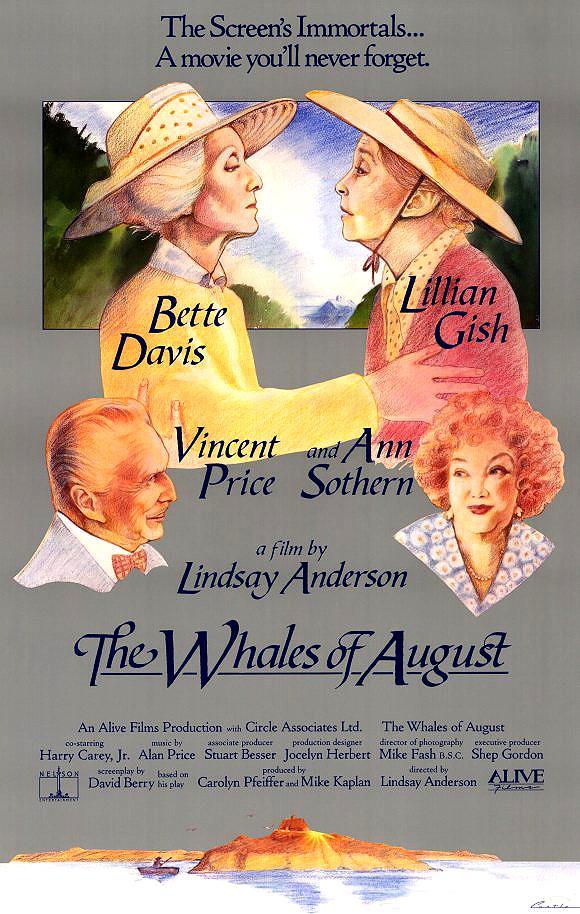 The Screen's Immortals...
A movie you'll never forget.
Bette
Davis
Lillian
Gish
Vincent
Price
and Ann
Sothern
a film by
Lindsay Anderson
The Whales of August
An Alive Films Production with Circle Associates Ltd. The Whales of August
co-starring music by associate producer production designer director of photography executive producer
Harry Carey, Jr. Alan Price Stuart Besser Jocelyn Herbert Mike Fash B.S.C. Shep Gordon
screenplay by based on produced by directed by
David Berry his play Carolyn Pfeiffer and Mike Kaplan Lindsay Anderson
NELSON
ENTERTAINMENT
ALIVE
Films